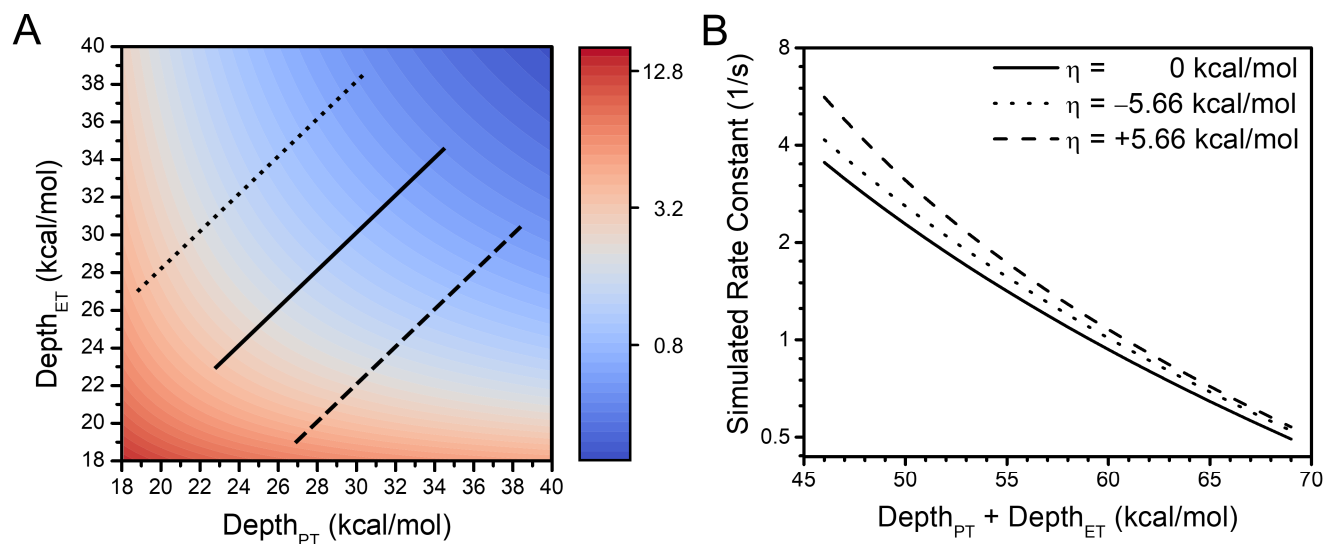 A
40
38
36
34
32
30
28
26
24
22
20
18
Depth_ET (kcal/mol)
18 20 22 24 26 28 30 32 34 36 38 40
Depth_PT (kcal/mol)
12.8
3.2
0.8
B
8
4
2
1
0.5
Simulated Rate Constant (1/s)
η = 0 kcal/mol
η = –5.66 kcal/mol
η = +5.66 kcal/mol
45 50 55 60 65 70
Depth_PT + Depth_ET (kcal/mol)